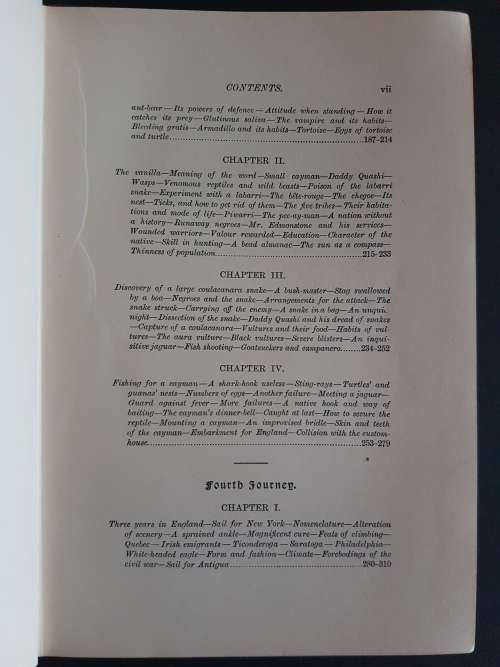 CONTENTS. vii
ant-bear—Its powers of defence—Attitude when standing—How it
catches its prey—Glutinous saliva—The vampire and its habits—
Bleeding gratis—Armadillo and its habits—Tortoise—Eggs of tortoise
and turtle 187-214
CHAPTER II.
The vanilla—Meaning of the word—Small cayman—Daddy Quashi—
Wasps—Venomous reptiles and wild beasts—Poison of the labarri
snake—Experiment with a labarri—The bête-rouge—The chegoe—Its
nest—Ticks, and how to get rid of them—The five tribes—Their habita-
tions and mode of life—Pivarri—The pee-ay-man—A nation without
a history—Runaway negroes—Mr. Edmonstone and his services—
Wounded warriors—Valour rewarded—Education—Character of the
native—Skill in hunting—A bead almanac—The sun as a compass—
Thinness of population 215-233
CHAPTER III.
Discovery of a large coulacanara snake—A bush-master—Stag swallowed
by a boa—Negroes and the snake—Arrangements for the attack—The
snake struck—Carrying off the enemy—A snake in a bag—An unqui
night—Dissection of the snake—Daddy Quashi and his dread of snakes
—Capture of a coulacanara—Vultures and their food—Habits of vul-
tures—The aura vulture—Black vultures—Severe blisters—An inqui-
sitive jaguar—Fish shooting—Goatsuckers and campanero 234-252
CHAPTER IV.
Fishing for a cayman—A shark-hook useless—Sting-rays—Turtles' and
guanas' nests—Numbers of eggs—Another failure—Meeting a jaguar—
Guard against fever—More failures—A native hook and way of
baiting—The cayman's dinner-bell—Caught at last—How to secure the
reptile—Mounting a cayman—An improvised bridle—Skin and teeth
of the cayman—Embarkment for England—Collision with the custom-
house 253-279
Fourth Journey.
CHAPTER I.
Three years in England—Sail for New York—Nomenclature—Alteration
of scenery—A sprained ankle—Magnificent cure—Feats of climbing—
Quebec—Irish emigrants—Ticonderoga—Saratoga—Philadelphia—
White-headed eagle—Form and fashion—Climate—Forebodings of the
civil war—Sail for Antigua 280-310